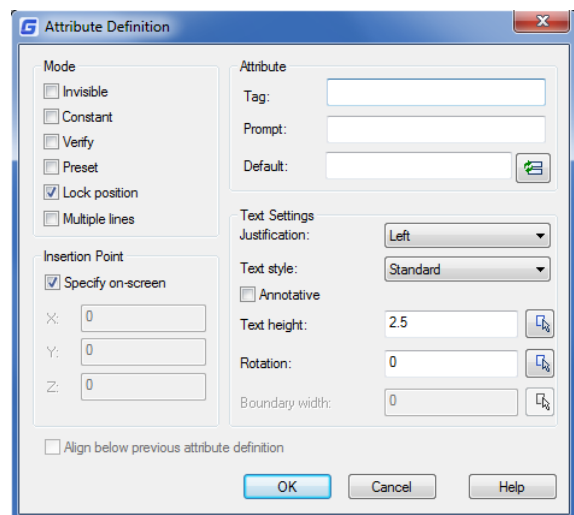 G Attribute Definition
Mode
Invisible
Constant
Verify
Preset
Lock position
Multiple lines
Attribute
Tag:
Prompt:
Default:
Insertion Point
Specify on-screen
X: 0
Y: 0
Z: 0
Text Settings
Justification: Left
Text style: Standard
Annotative
Text height: 2.5
Rotation: 0
Boundary width: 0
Align below previous attribute definition
OK Cancel Help